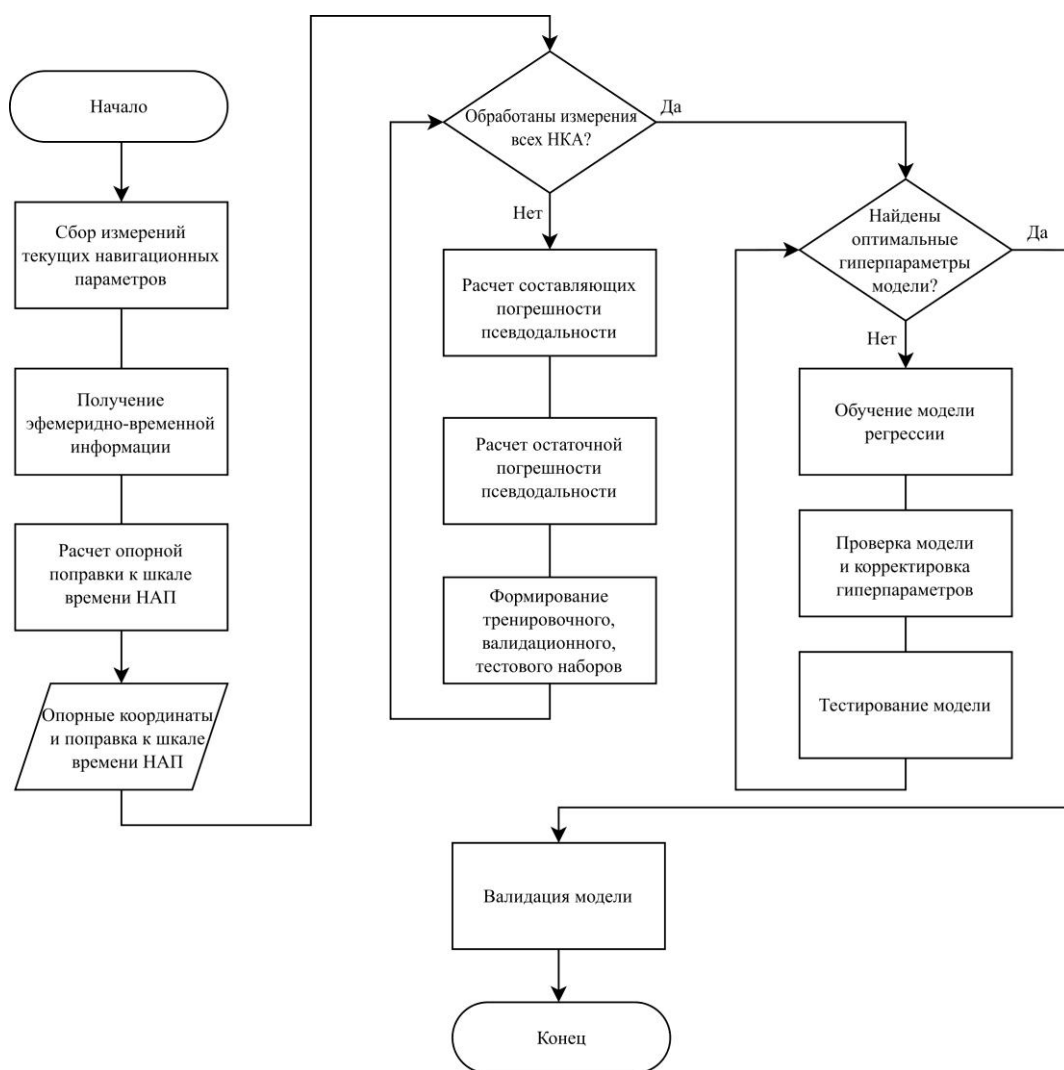 Начало
Сбор измерений
текущих навигационных
параметров
Получение
эфемеридно-временной
информации
Расчет опорной
поправки к шкале
времени НАП
Опорные координаты
и поправка к шкале
времени НАП
Обработаны измерения
всех НКА?
Да
Нет
Расчет составляющих
погрешности
псевдодальности
Расчет остаточной
погрешности
псевдодальности
Формирование
тренировочного,
валидационного,
тестового наборов
Найдены
оптимальные
гиперпараметры
модели?
Да
Нет
Обучение модели
регрессии
Проверка модели
и корректировка
гиперпараметров
Тестирование модели
Валидация модели
Конец